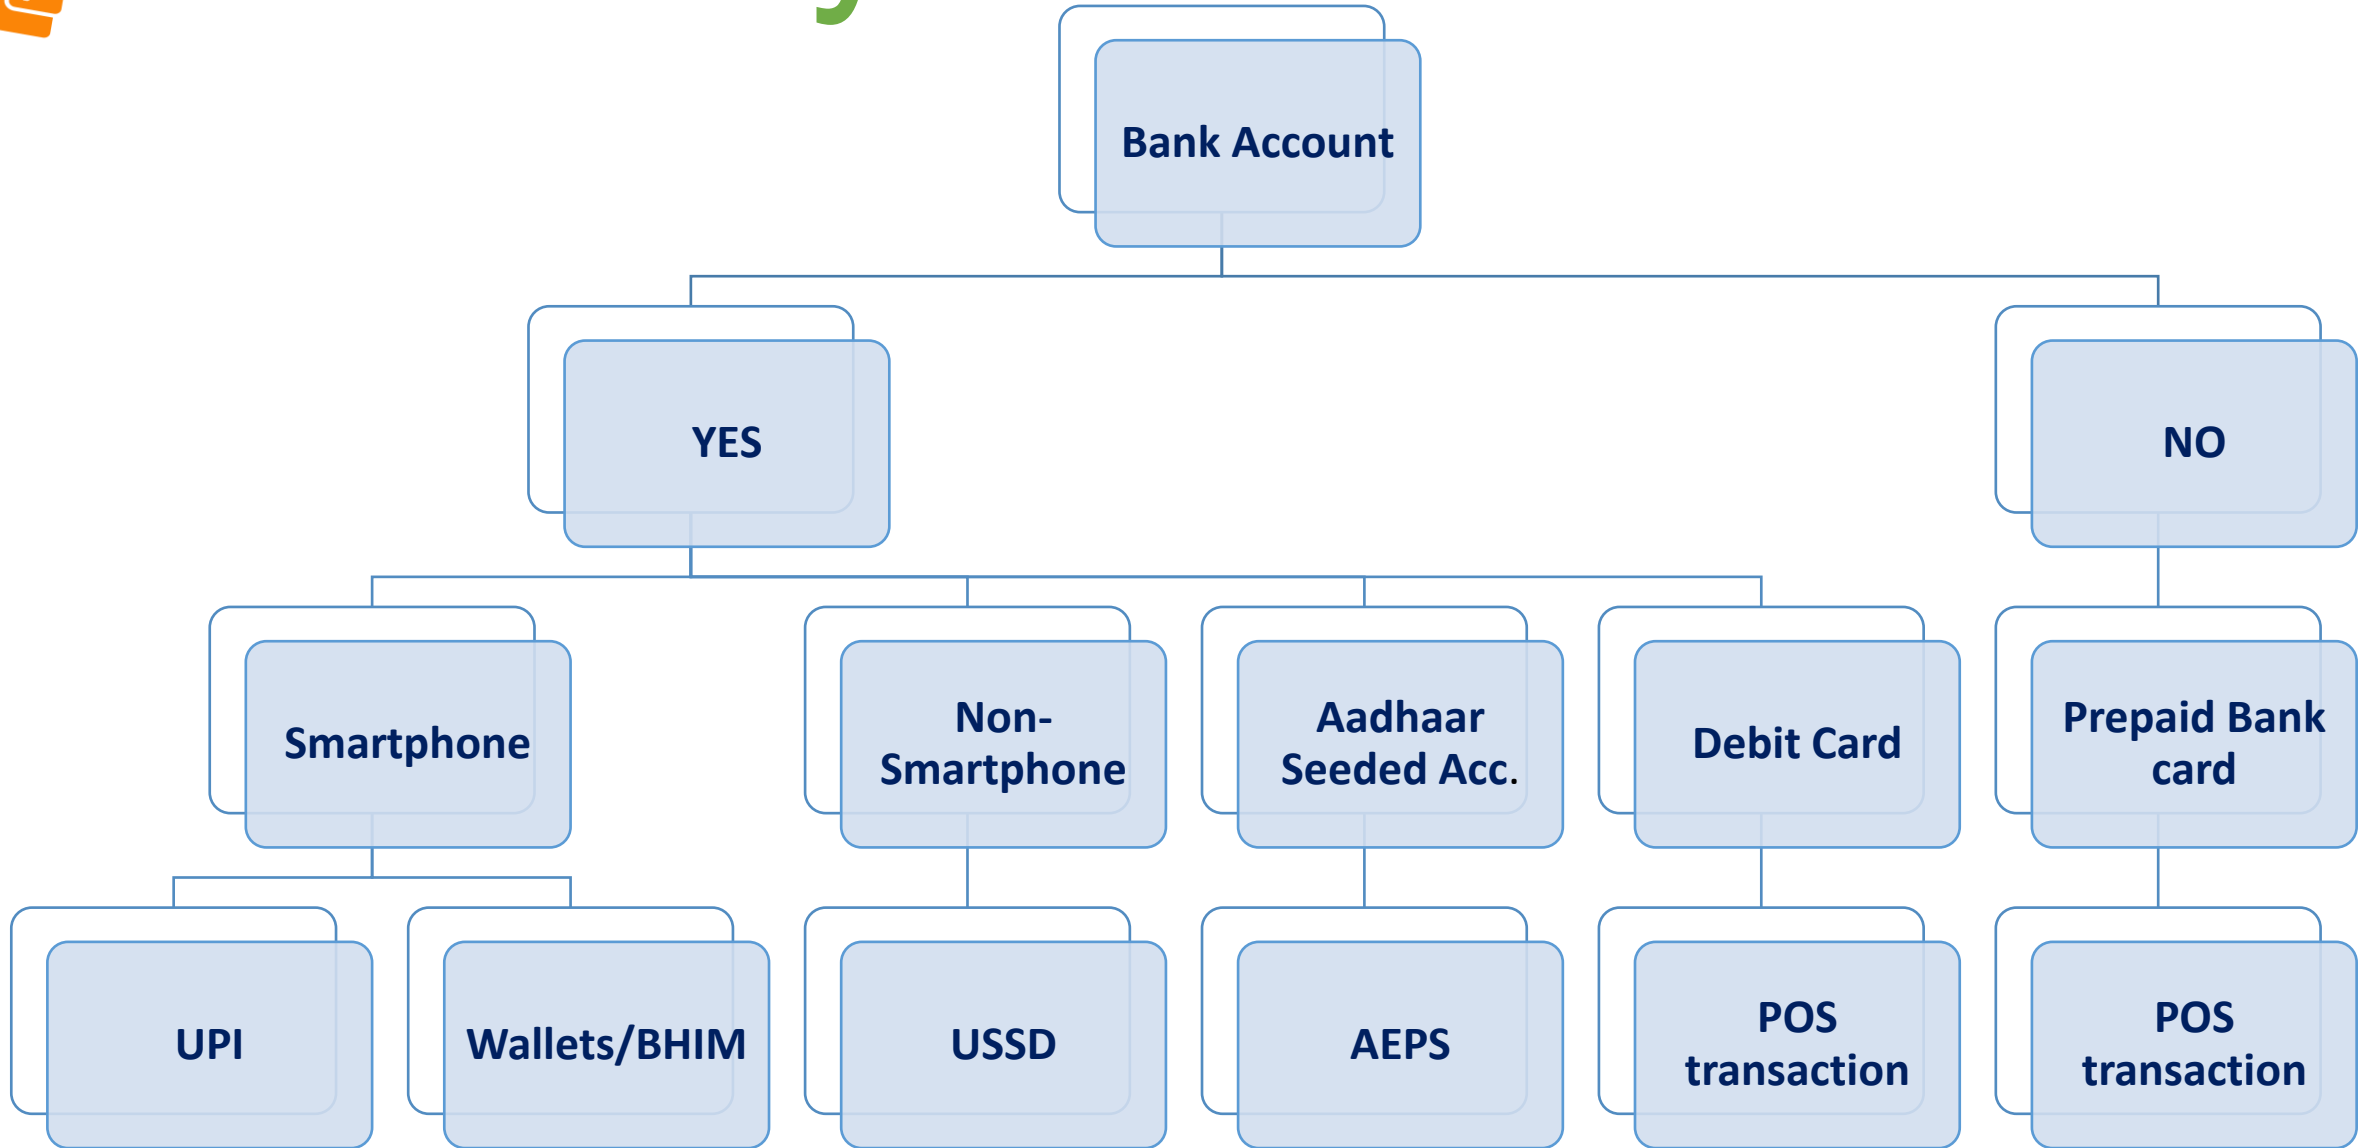 Bank Account
YES
NO
Smartphone
Non-
Smartphone
Aadhaar
Seeded Acc.
Debit Card
Prepaid Bank
card
UPI
Wallets/BHIM
USSD
AEPS
POS
transaction
POS
transaction